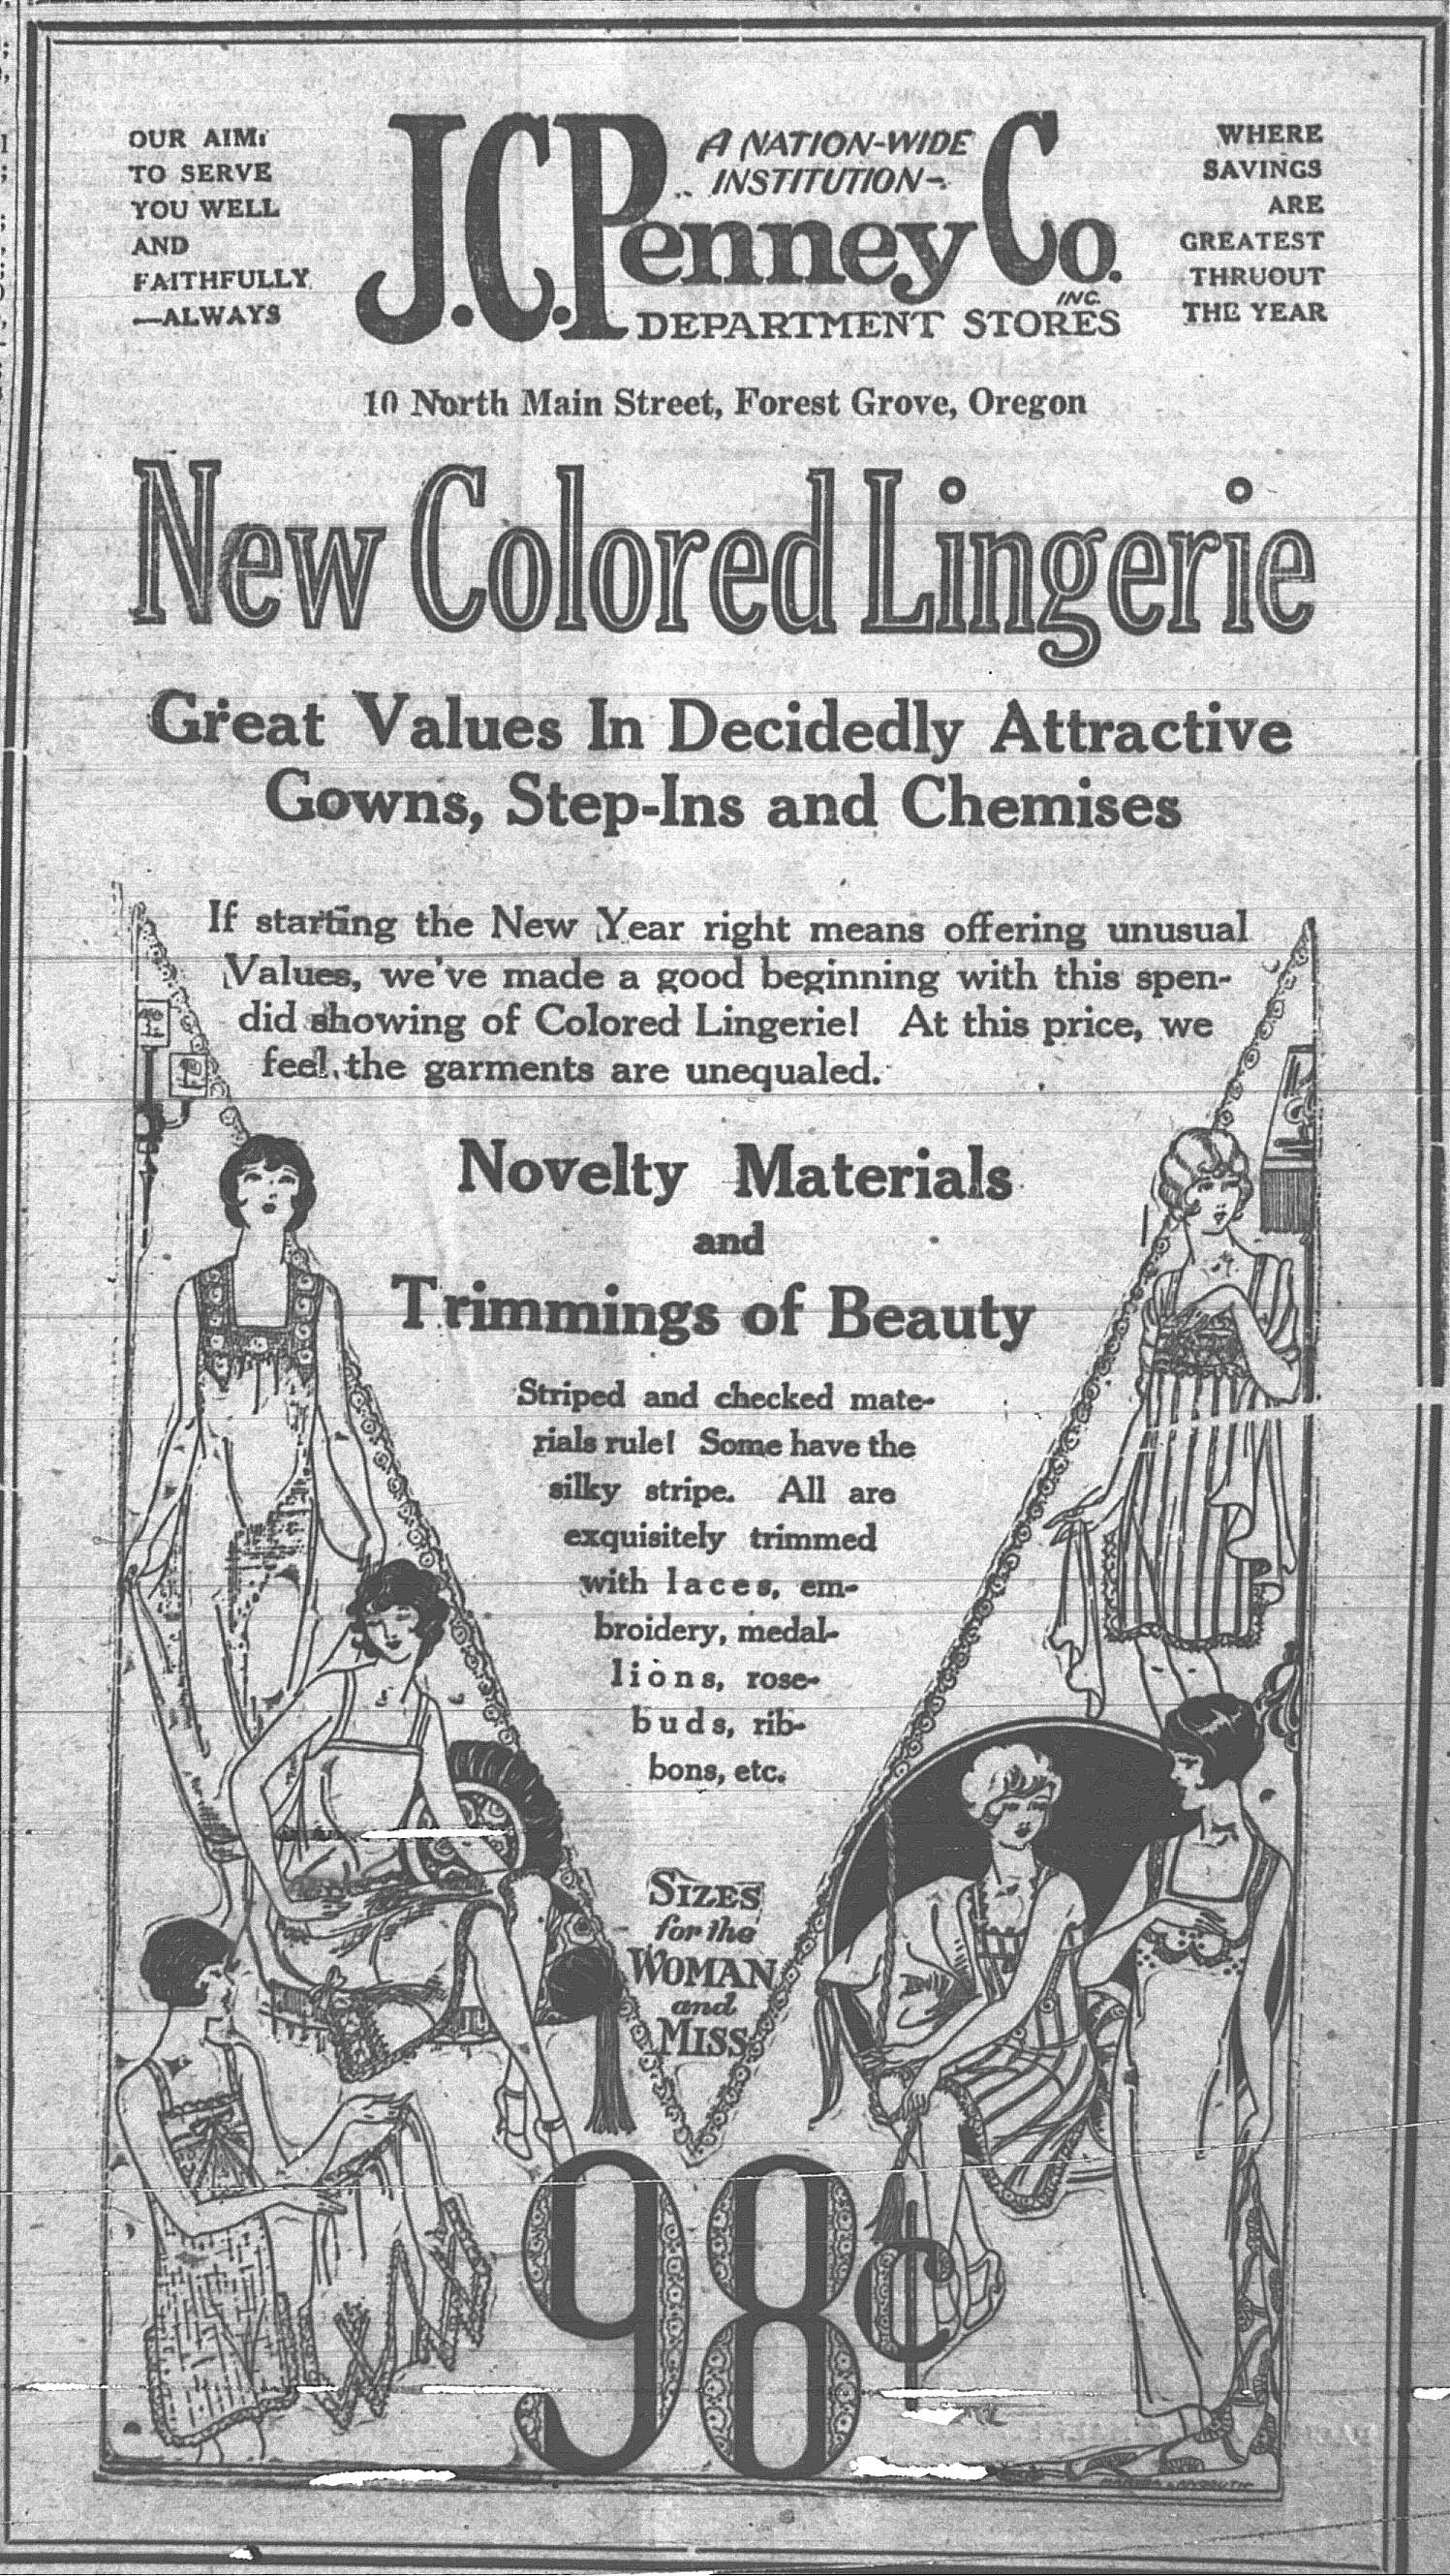 OUR AIM:
TO SERVE
YOU WELL
AND
FAITHFULLY
—ALWAYS
J.C.Penney Co.
A NATION-WIDE
INSTITUTION-
INC.
DEPARTMENT STORES
WHERE
SAVINGS
ARE
GREATEST
THRUOUT
THE YEAR
10 North Main Street, Forest Grove, Oregon
New Colored Lingerie
Great Values In Decidedly Attractive
Gowns, Step-Ins and Chemises
If starting the New Year right means offering unusual
Values, we've made a good beginning with this spen-
did showing of Colored Lingerie! At this price, we
feel the garments are unequaled.
Novelty Materials
and
Trimmings of Beauty
Striped and checked mate-
rials rule! Some have the
silky stripe. All are
exquisitely trimmed
with laces, em-
broidery, medal-
lions, rose-
buds, rib-
bons, etc.
SIZES
for the
WOMAN
and
MISS
98c